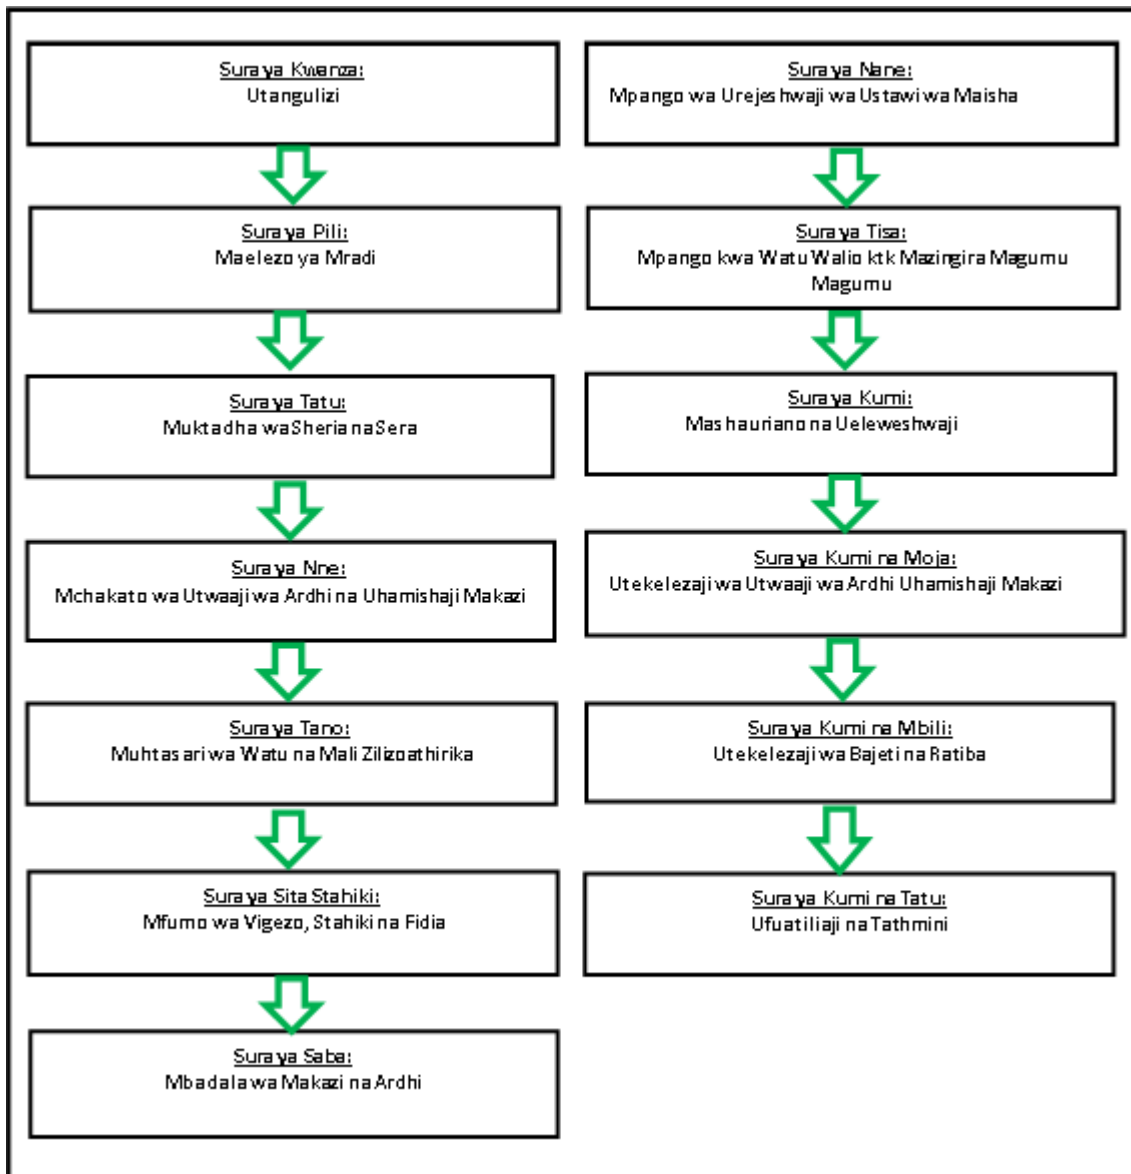 Sura ya Kwanza:
Utangulizi
Sura ya Pili:
Maelezo ya Mradi
Sura ya Tatu:
Muktadha wa Sheria na Sera
Sura ya Nne:
Mchakato wa Utwaaji wa Ardhi na Uhamishaji Makazi
Sura ya Tano:
Muhtasari wa Watu na Mali Zilizoathirika
Sura ya Sita Stahiki:
Mfumo wa Vigezo, Stahiki na Fidia
Sura ya Saba:
Mbadala wa Makazi na Ardhi
Sura ya Nane:
Mpango wa Urejeshwaji wa Ustawi wa Maisha
Sura ya Tisa:
Mpango kwa Watu Walio ktk Mazingira Magumu
Magumu
Sura ya Kumi:
Mashauriano na Ueleweshwaji
Sura ya Kumi na Moja:
Utekelezaji wa Utwaaji wa Ardhi Uhamishaji Makazi
Sura ya Kumi na Mbili:
Utekelezaji wa Bajeti na Ratiba
Sura ya Kumi na Tatu:
Ufuatiliaji na Tathmini